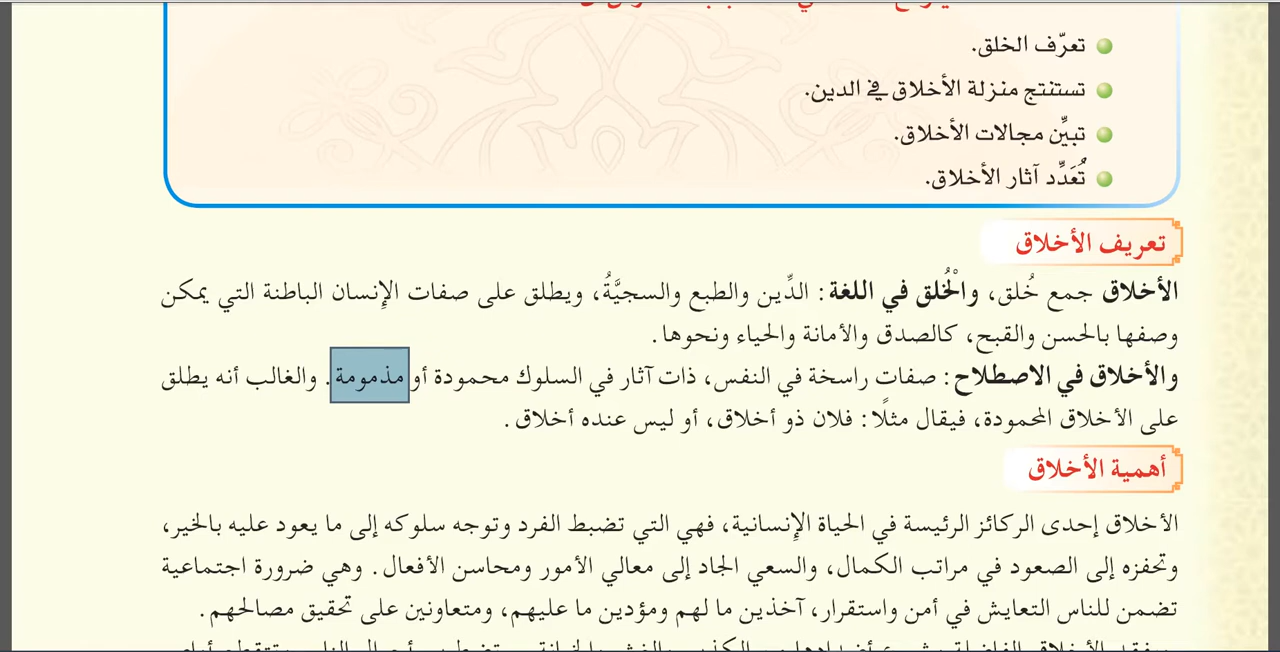 تعرّف الخلق.
تستنتج منزلة الأخلاق في الدين.
تبيِّن مجالات الأخلاق.
تُعَدِّد آثار الأخلاق.
تعريف الأخلاق
الأخلاق جمع خُلق، والْخُلق في اللغة: الدِّين والطبع والسجيَّةُ، ويطلق على صفات الإنسان الباطنة التي يمكن
وصفها بالحسن والقبح، كالصدق والأمانة والحياء ونحوها.
والأخلاق في الاصطلاح: صفات راسخة في النفس، ذات آثار في السلوك محمودة أو مذمومة. والغالب أنه يطلق
على الأخلاق المحمودة، فيقال مثلًا: فلان ذو أخلاق، أو ليس عنده أخلاق.
أهمية الأخلاق
الأخلاق إحدى الركائز الرئيسة في الحياة الإنسانية، فهي التي تضبط الفرد وتوجه سلوكه إلى ما يعود عليه بالخير،
وتحفزه إلى الصعود في مراتب الكمال، والسعي الجاد إلى معالي الأمور ومحاسن الأفعال. وهي ضرورة اجتماعية
تضمن للناس التعايش في أمن واستقرار، آخذين ما لهم ومؤدين ما عليهم، ومتعاونين على تحقيق مصالحهم.